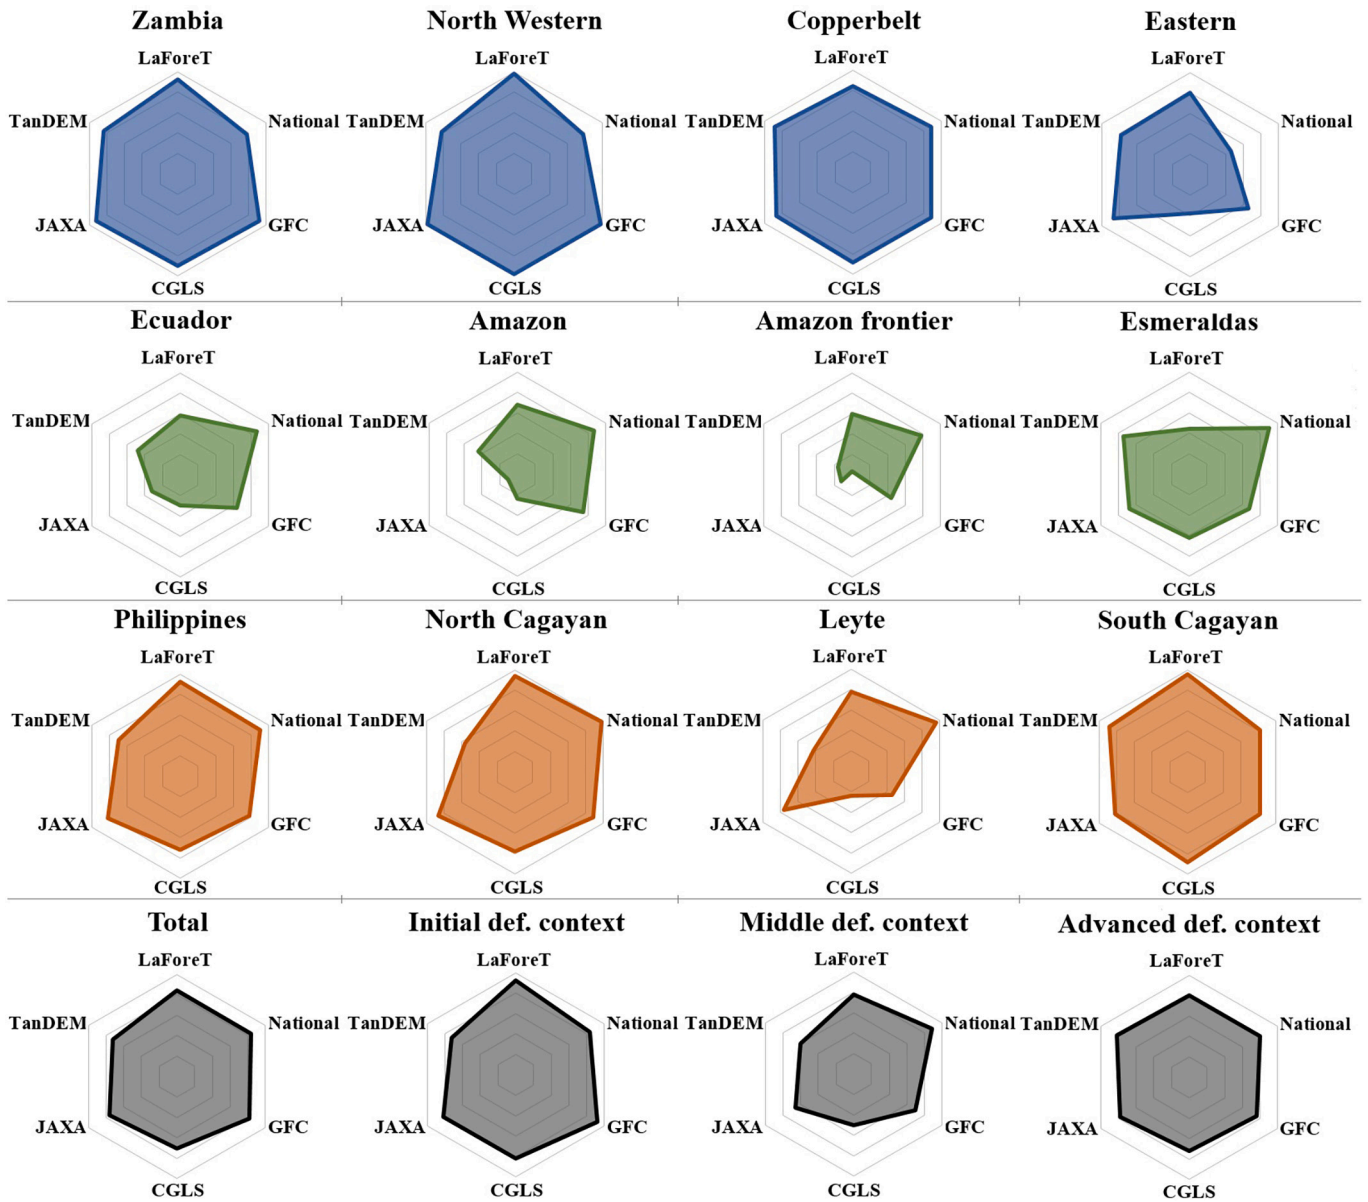 Zambia North Western Copperbelt Eastern
LaForeT LaForeT LaForeT LaForeT
TanDEM National TanDEM National TanDEM National TanDEM National
JAXA GFC JAXA GFC JAXA GFC JAXA GFC
CGLS CGLS CGLS CGLS
Ecuador Amazon Amazon frontier Esmeraldas
LaForeT LaForeT LaForeT LaForeT
TanDEM National TanDEM National TanDEM National TanDEM National
JAXA GFC JAXA GFC JAXA GFC JAXA GFC
CGLS CGLS CGLS CGLS
Philippines North Cagayan Leyte South Cagayan
LaForeT LaForeT LaForeT LaForeT
TanDEM National TanDEM National TanDEM National TanDEM National
JAXA GFC JAXA GFC JAXA GFC JAXA GFC
CGLS CGLS CGLS CGLS
Total Initial def. context Middle def. context Advanced def. context
LaForeT LaForeT LaForeT LaForeT
TanDEM National TanDEM National TanDEM National TanDEM National
JAXA GFC JAXA GFC JAXA GFC JAXA GFC
CGLS CGLS CGLS CGLS